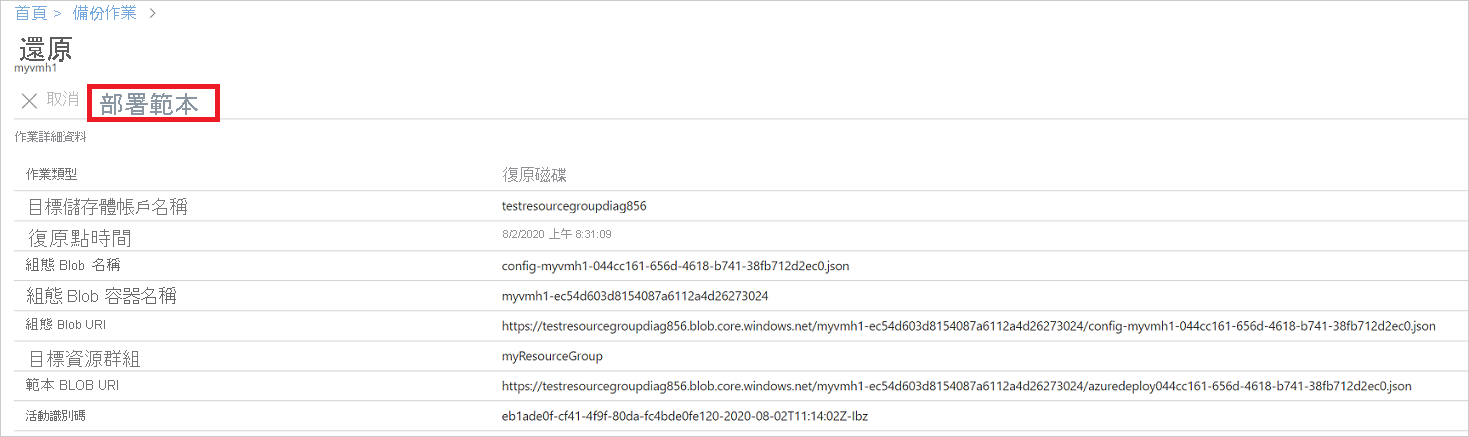 首頁 > 備份作業 >
還原
myvmh1
取消 部署範本
作業詳細資料
作業類型 復原磁碟
目標儲存體帳戶名稱 testresourcegroupdiag856
復原點時間 8/2/2020 上午 8:31:09
組態 Blob 名稱 config-myvmh1-044cc161-656d-4618-b741-38fb712d2ec0.json
組態 Blob 容器名稱 myvmh1-ec54d603d8154087a6112a4d26273024
組態 Blob URI https://testresourcegroupdiag856.blob.core.windows.net/myvmh1-ec54d603d8154087a6112a4d26273024/config-myvmh1-044cc161-656d-4618-b741-38fb712d2ec0.json
目標資源群組 myResourceGroup
範本 BLOB URI https://testresourcegroupdiag856.blob.core.windows.net/myvmh1-ec54d603d8154087a6112a4d26273024/azuredeploy044cc161-656d-4618-b741-38fb712d2ec0.json
活動識別碼 eb1ade0f-cf41-4f9f-80da-fc4bde0fe120-2020-08-02T11:14:02Z-Ibz